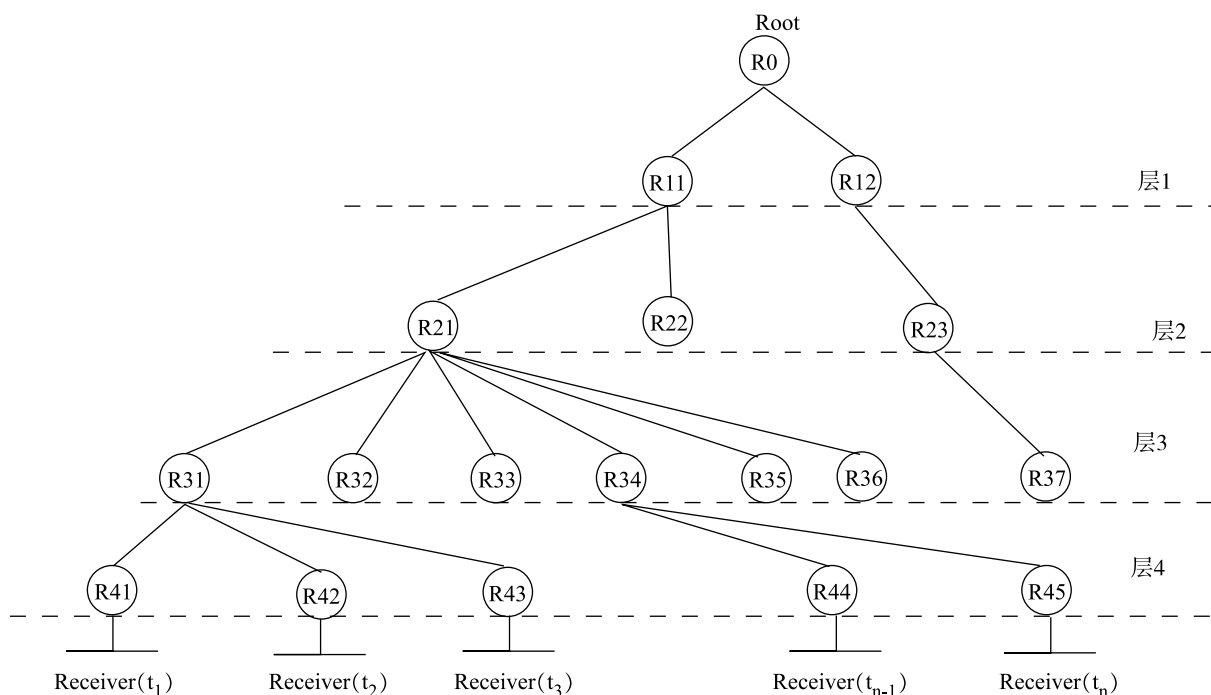 Root
R0
R11
R12
层1
R21
R22
R23
层2
R31
R32
R33
R34
R35
R36
R37
层3
R41
R42
R43
R44
R45
层4
Receiver(t₁)
Receiver(t₂)
Receiver(t₃)
Receiver(tₙ₋₁)
Receiver(tₙ)